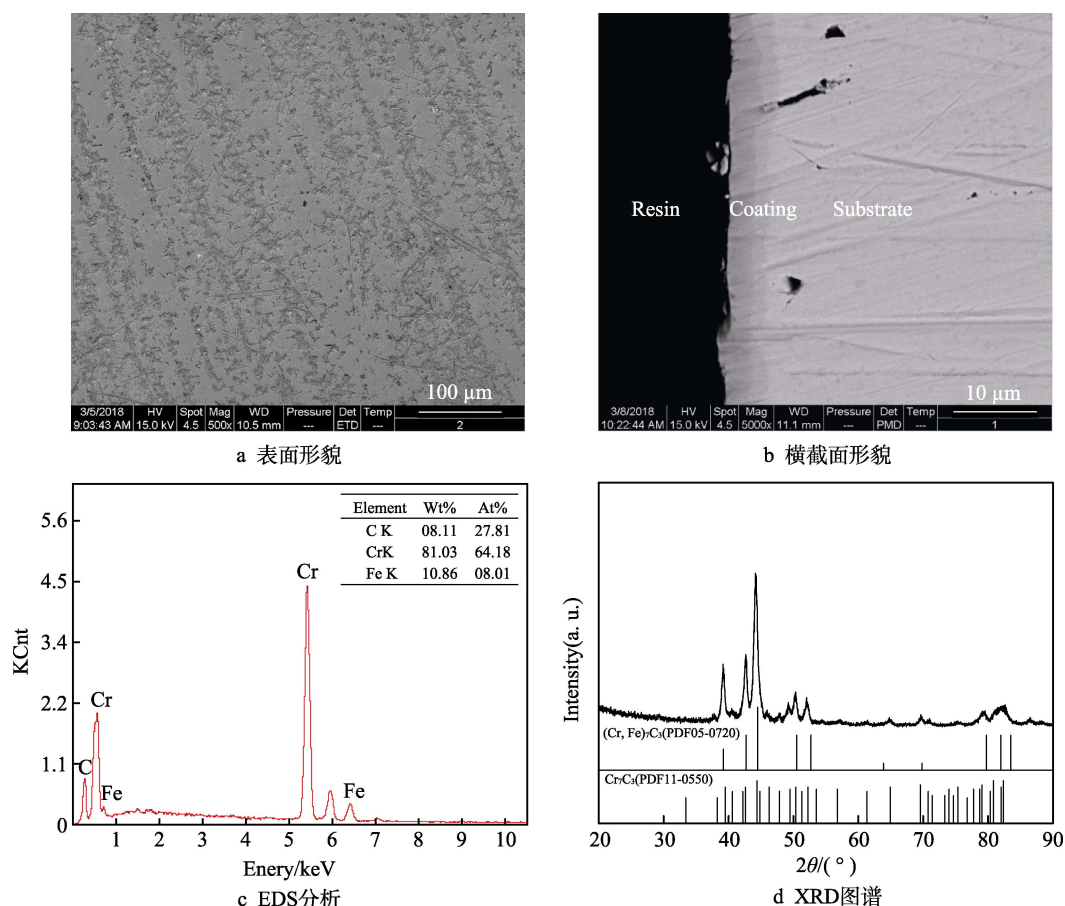 100 μm
3/5/2018 HV Spot Mag WD Pressure Det Temp
9:03:43 AM 15.0 kV 4.5 500x 10.5 mm --- ETD --- 2
a 表面形貌
Resin Coating Substrate
10 μm
3/8/2018 HV Spot Mag WD Pressure Det Temp
10:22:44 AM 15.0 kV 4.5 5000x 11.1 mm --- PMD --- 1
b 横截面形貌
Element Wt% At%
C K 08.11 27.81
CrK 81.03 64.18
Fe K 10.86 08.01
5.6
4.5
3.4
2.2
1.1
0
KCnt
Cr
Cr
C
Fe
Fe
1 2 3 4 5 6 7 8 9 10
Enery/keV
c EDS分析
Intensity(a. u.)
(Cr, Fe)₇C₃(PDF05-0720)
Cr₇C₃(PDF11-0550)
20 30 40 50 60 70 80 90
2θ/(°)
d XRD图谱